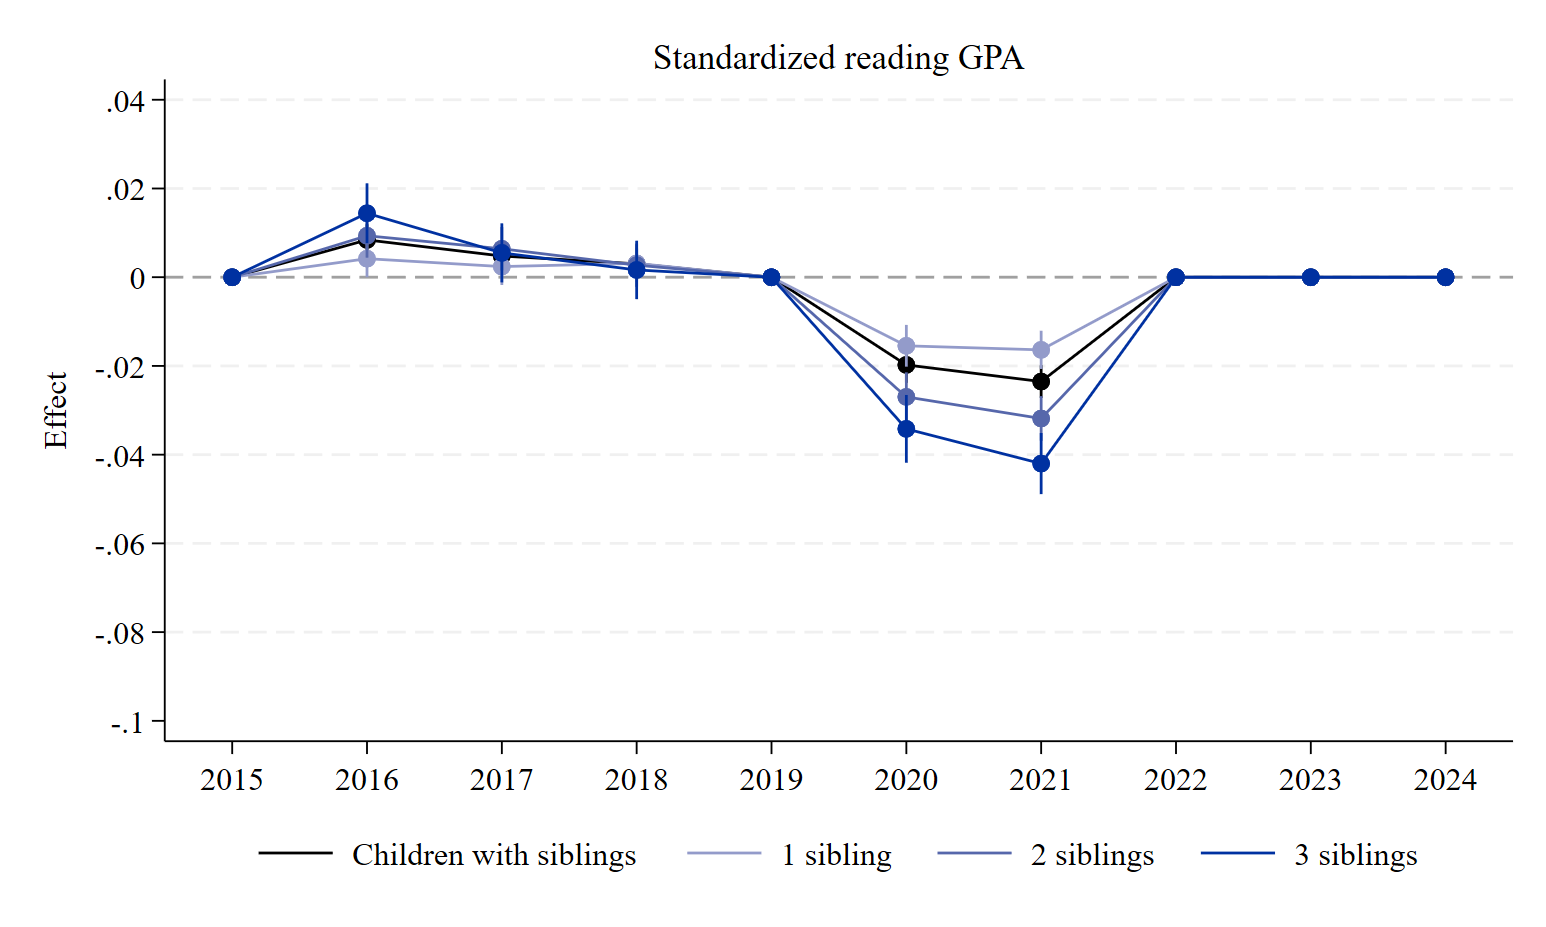 Standardized reading GPA
.04
.02
0
-.02
-.04
-.06
-.08
-.1
Effect
2015 2016 2017 2018 2019 2020 2021 2022 2023 2024
Children with siblings 1 sibling 2 siblings 3 siblings